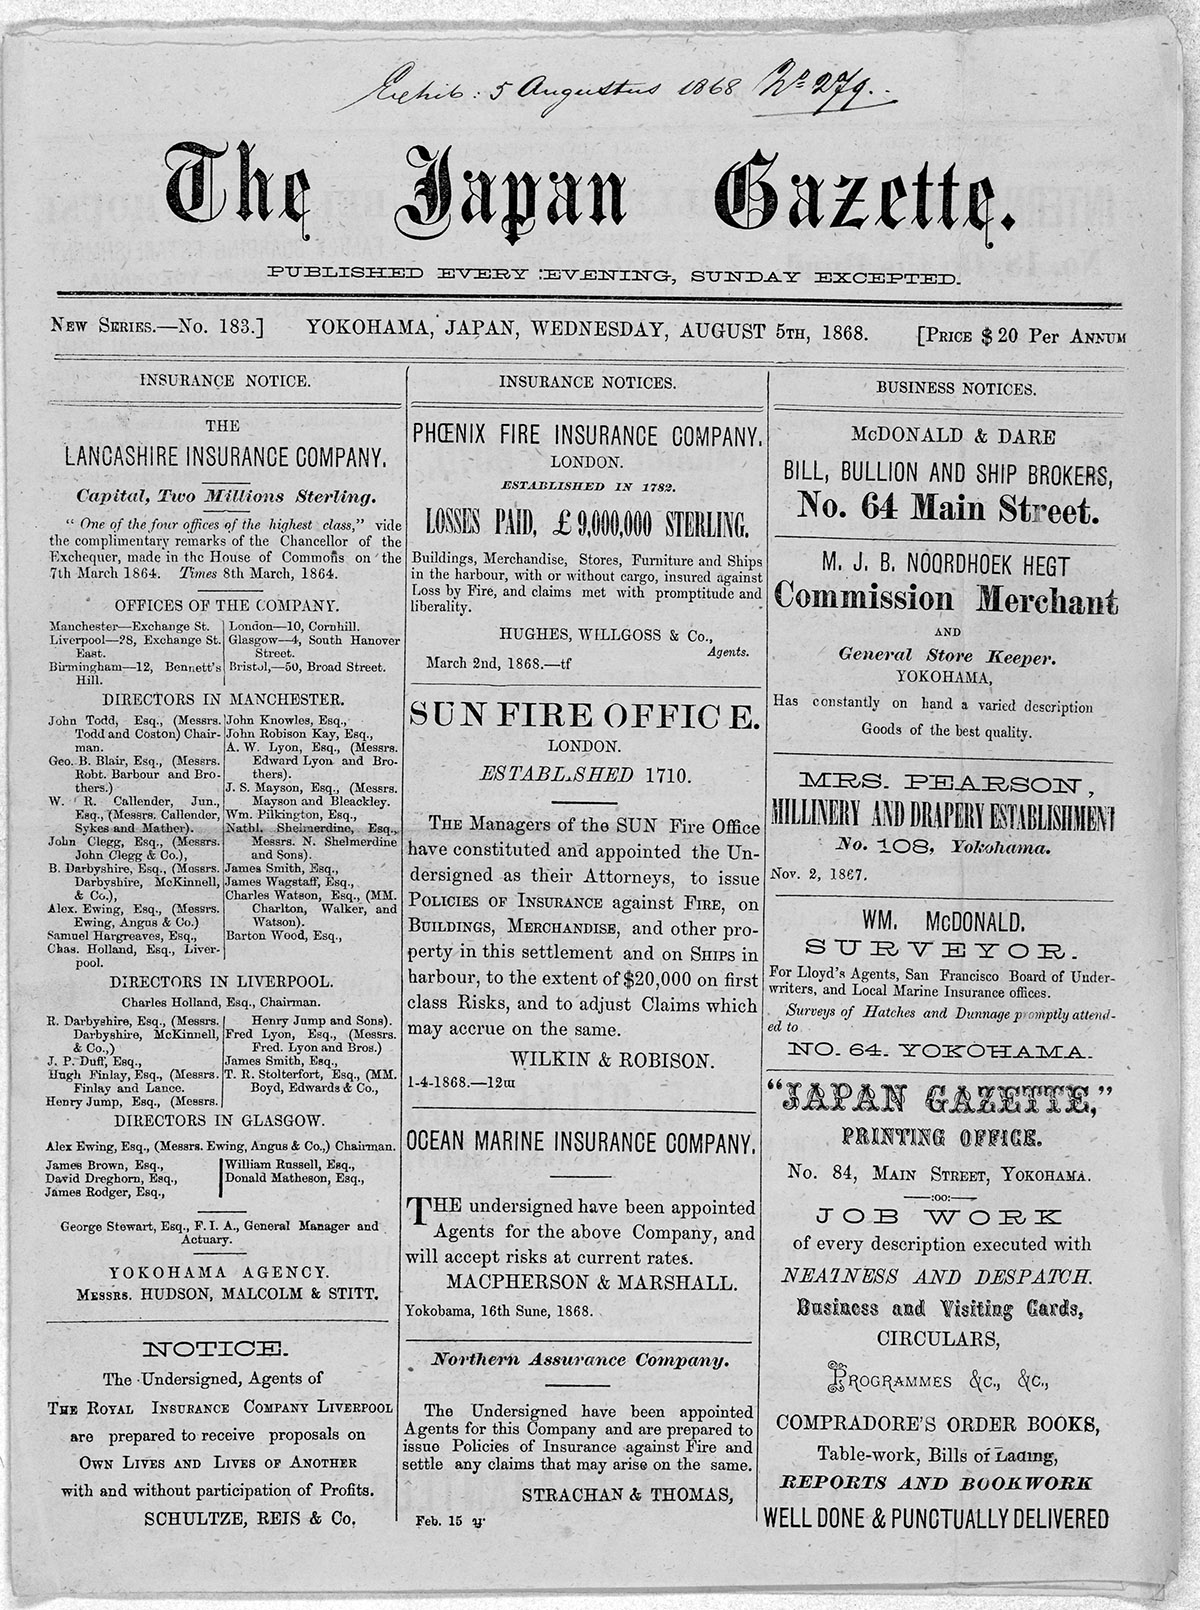 Exhib: 5 Augustus 1868 No 279.
The Japan Gazette.
PUBLISHED EVERY EVENING, SUNDAY EXCEPTED.
NEW SERIES.—No. 183.] YOKOHAMA, JAPAN, WEDNESDAY, AUGUST 5TH, 1868. [PRICE $ 20 Per ANNUM
INSURANCE NOTICE.
THE
LANCASHIRE INSURANCE COMPANY.
Capital, Two Millions Sterling.
" One of the four offices of the highest class," vide
the complimentary remarks of the Chancellor of the
Exchequer, made in the House of Commons on the
7th March 1864. Times 8th March, 1864.
OFFICES OF THE COMPANY.
Manchester—Exchange St.
Liverpool—28, Exchange St.
East.
Birmingham—12, Bennett's
Hill.
London—10, Cornhill.
Glasgow—4, South Hanover
Street.
Bristol,—50, Broad Street.
DIRECTORS IN MANCHESTER.
John Todd, Esq., (Messrs.
Todd and Coston) Chair-
man.
Geo. B. Blair, Esq., (Messrs.
Robt. Barbour and Bro-
thers.)
W. R. Callender, Jun.,
Esq., (Messrs. Callender,
Sykes and Mather).
John Clegg, Esq., (Messrs.
John Clegg & Co.),
B. Darbyshire, Esq., (Messrs.
Darbyshire, McKinnell,
& Co.),
Alex. Ewing, Esq., (Messrs.
Ewing, Angus & Co.)
Samuel Hargreaves, Esq.,
Chas. Holland, Esq., Liver-
pool.
John Knowles, Esq.,
John Robison Kay, Esq.,
A. W. Lyon, Esq., (Messrs.
Edward Lyon and Bro-
thers).
J. S. Mayson, Esq., (Messrs.
Mayson and Bleackley.
Wm. Pilkington, Esq.,
Nathl. Shelmerdine, Esq.,
Messrs. N. Shelmerdine
and Sons).
James Smith, Esq.,
James Wagstaff, Esq.,
Charles Watson, Esq., (MM.
Charlton, Walker, and
Watson).
Barton Wood, Esq.,
DIRECTORS IN LIVERPOOL.
Charles Holland, Esq., Chairman.
R. Darbyshire, Esq., (Messrs.
Darbyshire, McKinnell,
& Co.,)
J. P. Duff, Esq.,
Hugh Finlay, Esq., (Messrs.
Finlay and Lance.
Henry Jump, Esq., (Messrs.
Henry Jump and Sons).
Fred Lyon, Esq., (Messrs.
Fred. Lyon and Bros.)
James Smith, Esq.,
T. R. Stolterfort, Esq., (MM.
Boyd, Edwards & Co.,
DIRECTORS IN GLASGOW.
Alex Ewing, Esq., (Messrs. Ewing, Angus & Co.,) Chairman.
James Brown, Esq.,
David Dreghorn, Esq.,
James Rodger, Esq.,
William Russell, Esq.,
Donald Matheson, Esq.,
George Stewart, Esq., F. I. A., General Manager and
Actuary.
YOKOHAMA AGENCY.
MESSRS. HUDSON, MALCOLM & STITT.
NOTICE.
The Undersigned, Agents of
THE ROYAL INSURANCE COMPANY LIVERPOOL
are prepared to receive proposals on
OWN LIVES AND LIVES OF ANOTHER
with and without participation of Profits.
SCHULTZE, REIS & Co.
INSURANCE NOTICES.
PHŒNIX FIRE INSURANCE COMPANY.
LONDON.
ESTABLISHED IN 1782.
LOSSES PAID, £ 9,000,000 STERLING.
Buildings, Merchandise, Stores, Furniture and Ships
in the harbour, with or without cargo, insured against
Loss by Fire, and claims met with promptitude and
liberality.
HUGHES, WILLGOSS & Co.,
Agents.
March 2nd, 1868.—tf
SUN FIRE OFFICE.
LONDON.
ESTABLISHED 1710.
THE Managers of the SUN Fire Office
have constituted and appointed the Un-
dersigned as their Attorneys, to issue
POLICIES OF INSURANCE against FIRE, on
BUILDINGS, MERCHANDISE, and other pro-
perty in this settlement and on SHIPS in
harbour, to the extent of $20,000 on first
class Risks, and to adjust Claims which
may accrue on the same.
WILKIN & ROBISON.
1-4-1868.—12m
OCEAN MARINE INSURANCE COMPANY.
THE undersigned have been appointed
Agents for the above Company, and
will accept risks at current rates.
MACPHERSON & MARSHALL.
Yokobama, 16th Sune, 1868.
Northern Assurance Company.
The Undersigned have been appointed
Agents for this Company and are prepared to
issue Policies of Insurance against Fire and
settle any claims that may arise on the same.
STRACHAN & THOMAS,
Feb. 15 y·
BUSINESS NOTICES.
McDONALD & DARE
BILL, BULLION AND SHIP BROKERS,
No. 64 Main Street.
M. J. B. NOORDHOEK HEGT
Commission Merchant
AND
General Store Keeper.
YOKOHAMA,
Has constantly on hand a varied description
Goods of the best quality.
MRS. PEARSON,
MILLINERY AND DRAPERY ESTABLISHMENT
No. 108, Yokohama.
Nov. 2, 1867.
WM. McDONALD.
SURVEYOR.
For Lloyd's Agents, San Francisco Board of Under-
writers, and Local Marine Insurance offices.
Surveys of Hatches and Dunnage promptly attend-
ed to
NO. 64. YOKOHAMA.
"JAPAN GAZETTE,"
PRINTING OFFICE.
No. 84, MAIN STREET, YOKOHAMA.
—:oo:—
JOB WORK
of every description executed with
NEATNESS AND DESPATCH.
Business and Visiting Cards,
CIRCULARS,
PROGRAMMES &c., &c.,
COMPRADORE'S ORDER BOOKS,
Table-work, Bills of Lading,
REPORTS AND BOOKWORK
WELL DONE & PUNCTUALLY DELIVERED